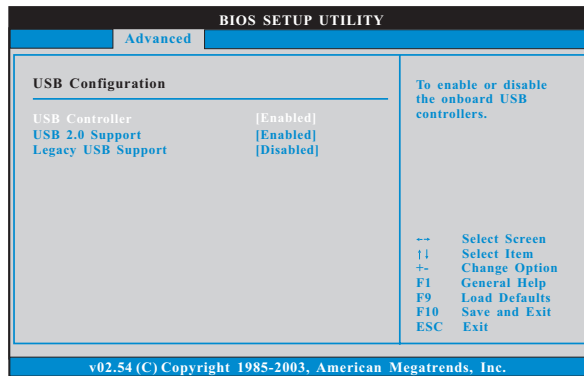 BIOS SETUP UTILITY
Advanced
USB Configuration
USB Controller [Enabled]
USB 2.0 Support [Enabled]
Legacy USB Support [Disabled]
To enable or disable
the onboard USB
controllers.
←→ Select Screen
↑↓ Select Item
+- Change Option
F1 General Help
F9 Load Defaults
F10 Save and Exit
ESC Exit
v02.54 (C) Copyright 1985-2003, American Megatrends, Inc.